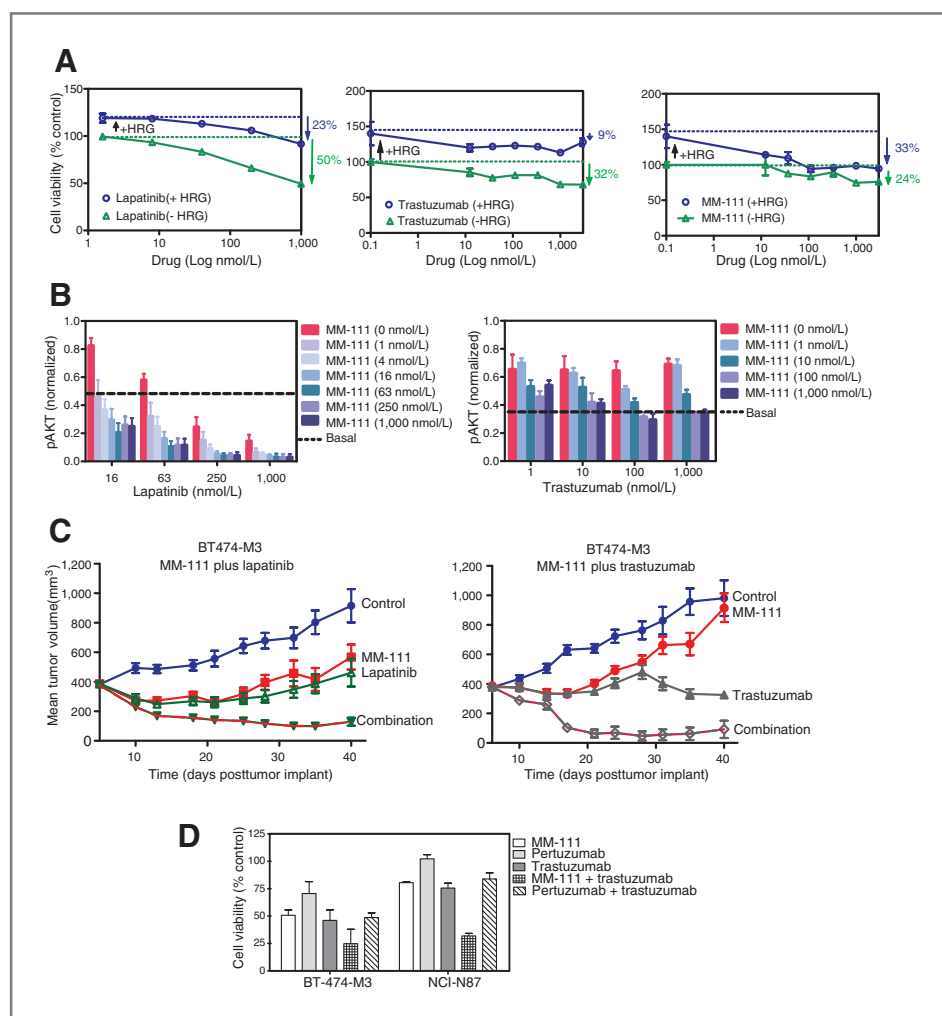 A
Cell viability (% control)
150
100
50
0
+HRG
23%
50%
Lapatinib(+ HRG)
Lapatinib(- HRG)
1
10
100
1,000
Drug (Log nmol/L)
200
150
100
50
0
+HRG
9%
32%
Trastuzumab (+HRG)
Trastuzumab (-HRG)
0.1
1
10
100
1,000
Drug (Log nmol/L)
200
150
100
50
0
+HRG
33%
24%
MM-111 (+HRG)
MM-111 (-HRG)
0.1
1
10
100
1,000
Drug (Log nmol/L)
B
pAKT (normalized)
1.0
0.8
0.6
0.4
0.2
0.0
16
63
250
1,000
Lapatinib (nmol/L)
MM-111 (0 nmol/L)
MM-111 (1 nmol/L)
MM-111 (4 nmol/L)
MM-111 (16 nmol/L)
MM-111 (63 nmol/L)
MM-111 (250 nmol/L)
MM-111 (1,000 nmol/L)
Basal
pAKT (normalized)
1.0
0.8
0.6
0.4
0.2
0.0
1
10
100
1,000
Trastuzumab (nmol/L)
MM-111 (0 nmol/L)
MM-111 (1 nmol/L)
MM-111 (10 nmol/L)
MM-111 (100 nmol/L)
MM-111 (1,000 nmol/L)
Basal
C
BT474-M3
MM-111 plus lapatinib
Mean tumor volume(mm3)
1,200
1,000
800
600
400
200
0
Control
MM-111
Lapatinib
Combination
10
20
30
40
Time (days posttumor implant)
BT474-M3
MM-111 plus trastuzumab
1,200
1,000
800
600
400
200
0
Control
MM-111
Trastuzumab
Combination
10
20
30
40
Time (days posttumor implant)
D
Cell viability (% control)
125
100
75
50
25
0
BT-474-M3
NCI-N87
MM-111
Pertuzumab
Trastuzumab
MM-111 + trastuzumab
Pertuzumab + trastuzumab